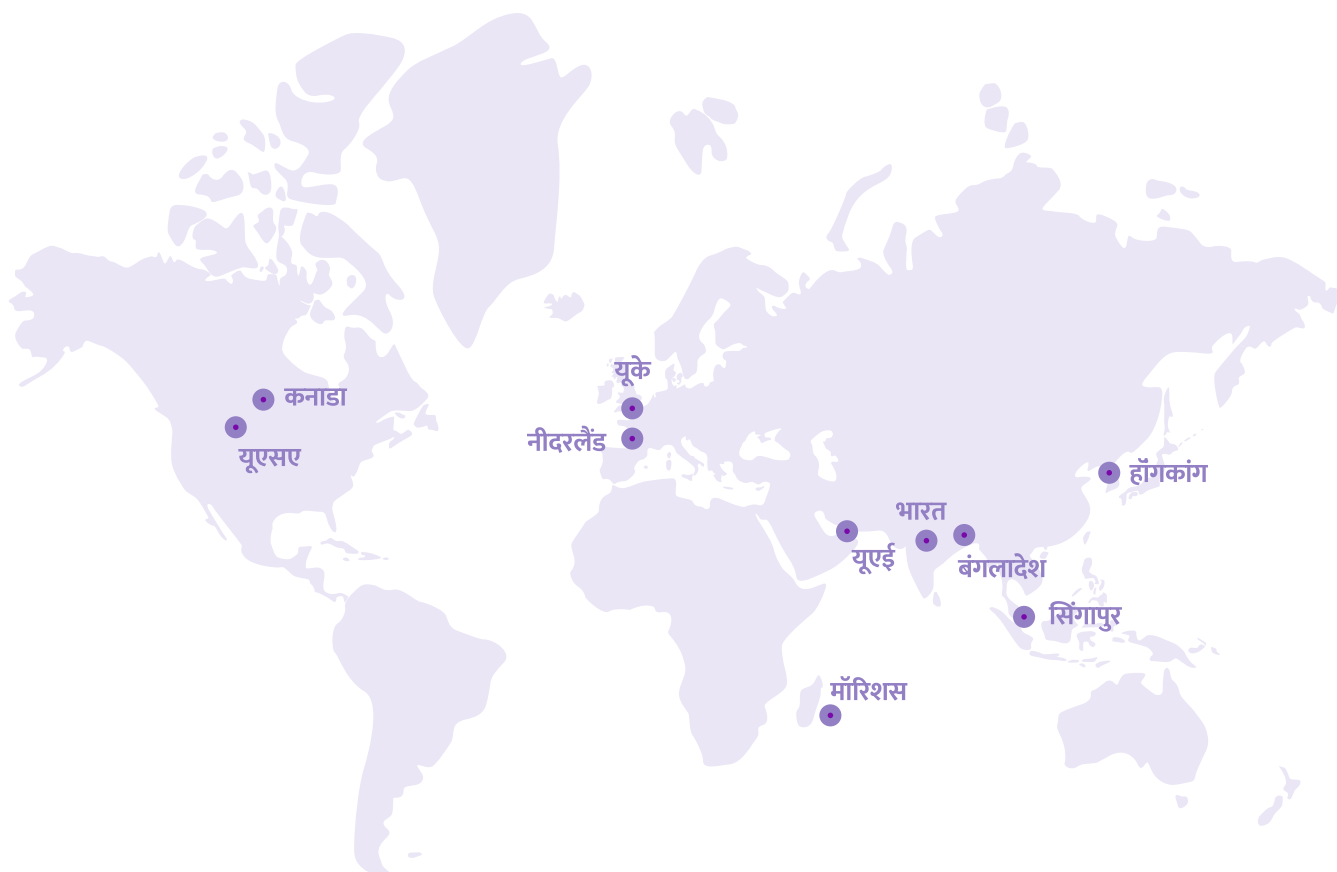 यूके
कनाडा
नीदरलैंड
यूएसए
हॉंगकांग
भारत
यूएई
बंगलादेश
सिंगापुर
मॉरिशस